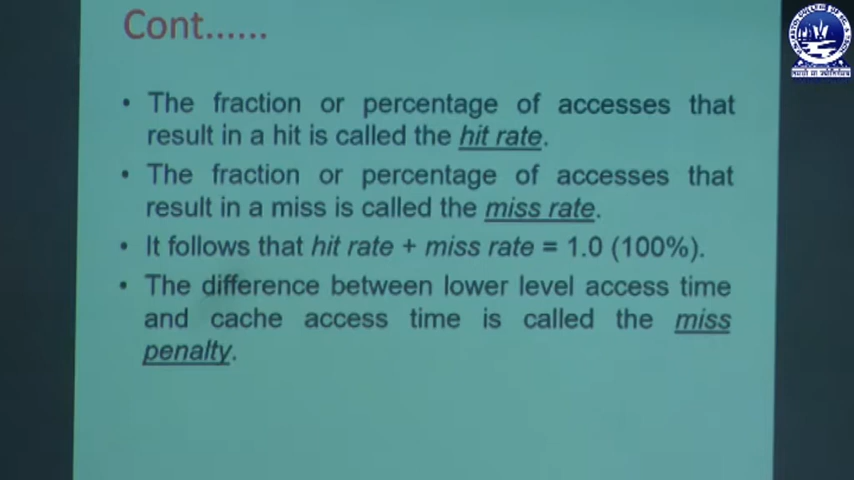 Cont......
• The fraction or percentage of accesses that
result in a hit is called the hit rate.
• The fraction or percentage of accesses that
result in a miss is called the miss rate.
• It follows that hit rate + miss rate = 1.0 (100%).
• The difference between lower level access time
and cache access time is called the miss
penalty.